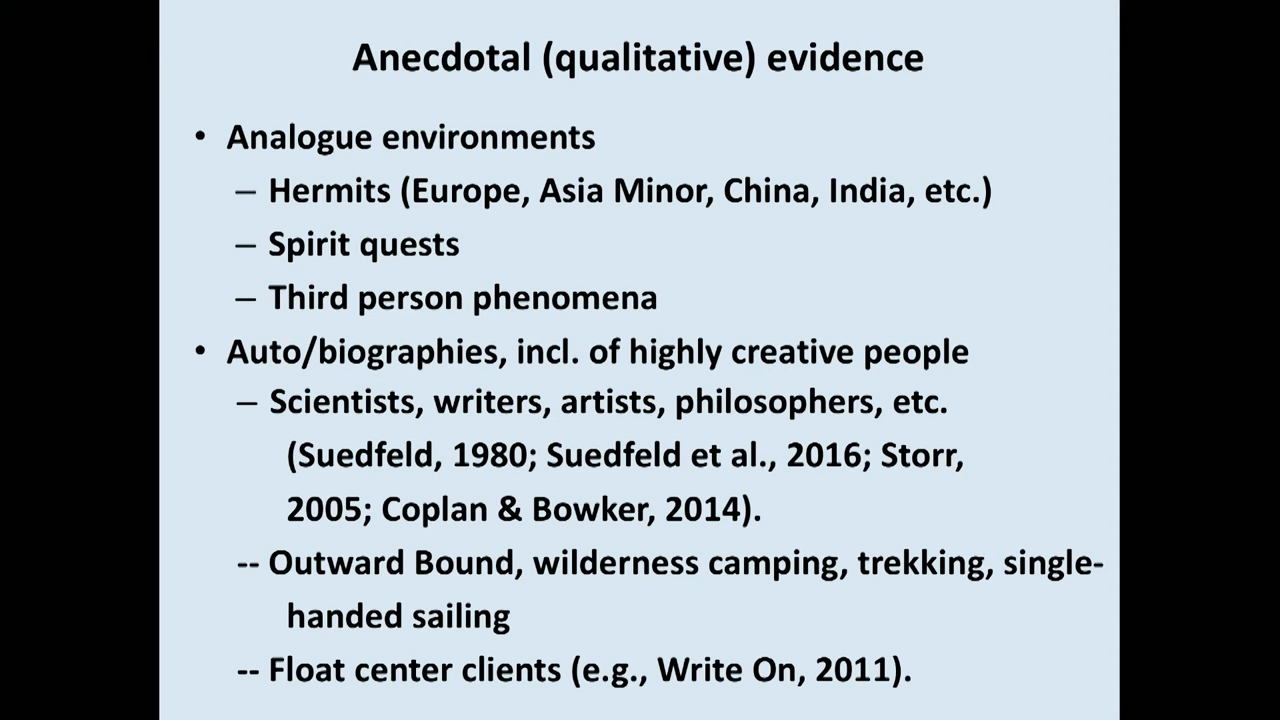 Anecdotal (qualitative) evidence
• Analogue environments
– Hermits (Europe, Asia Minor, China, India, etc.)
– Spirit quests
– Third person phenomena
• Auto/biographies, incl. of highly creative people
– Scientists, writers, artists, philosophers, etc.
(Suedfeld, 1980; Suedfeld et al., 2016; Storr,
2005; Coplan & Bowker, 2014).
-- Outward Bound, wilderness camping, trekking, single-
handed sailing
-- Float center clients (e.g., Write On, 2011).